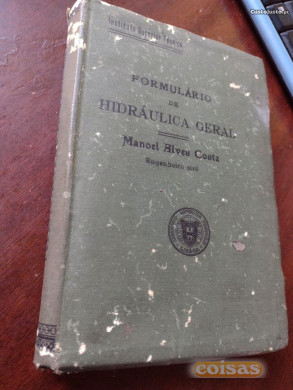 Instituto Superior Técnico
FORMULÁRIO
DE
HIDRÁULICA GERAL
Manoel Alves Costa
Engenheiro civil
coisas